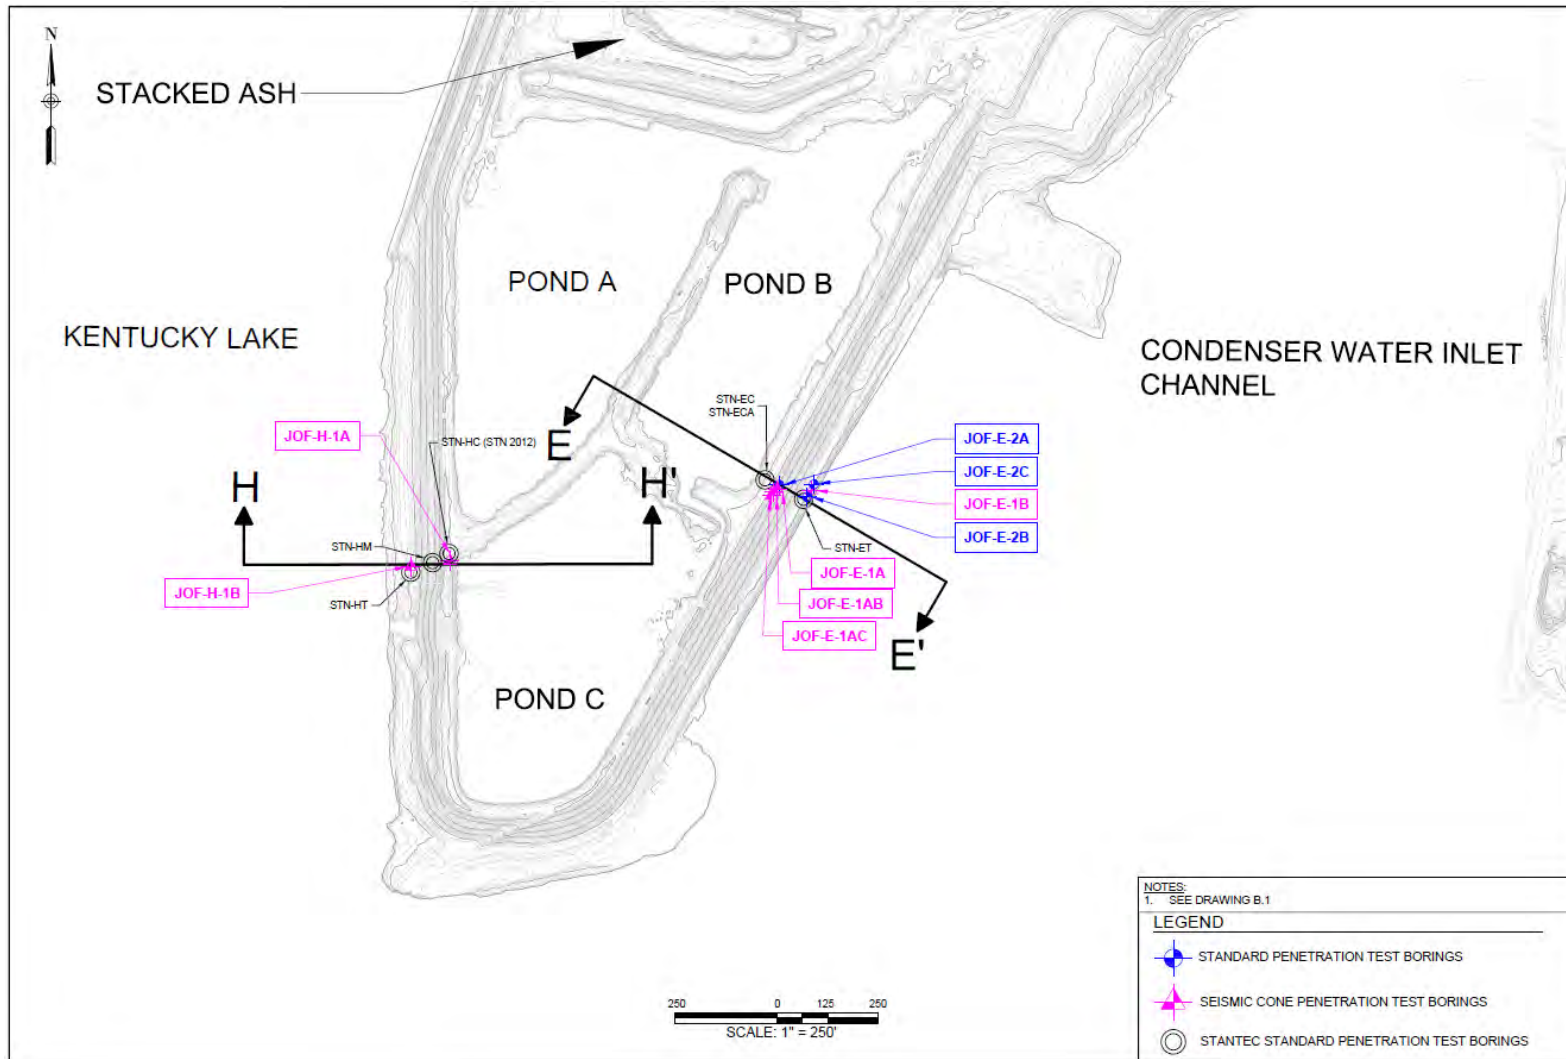 N
STACKED ASH
POND A
POND B
KENTUCKY LAKE
CONDENSER WATER INLET
CHANNEL
STN-EC
STN-ECA
JOF-H-1A
STN-HC (STN 2012)
E
JOF-E-2A
JOF-E-2C
H
H'
JOF-E-1B
JOF-E-2B
STN-HM
STN-ET
JOF-H-1B
JOF-E-1A
STN-HT
JOF-E-1AB
JOF-E-1AC
E'
POND C
NOTES:
1. SEE DRAWING B.1
LEGEND
STANDARD PENETRATION TEST BORINGS
SEISMIC CONE PENETRATION TEST BORINGS
STANTEC STANDARD PENETRATION TEST BORINGS
250 0 125 250
SCALE: 1" = 250'